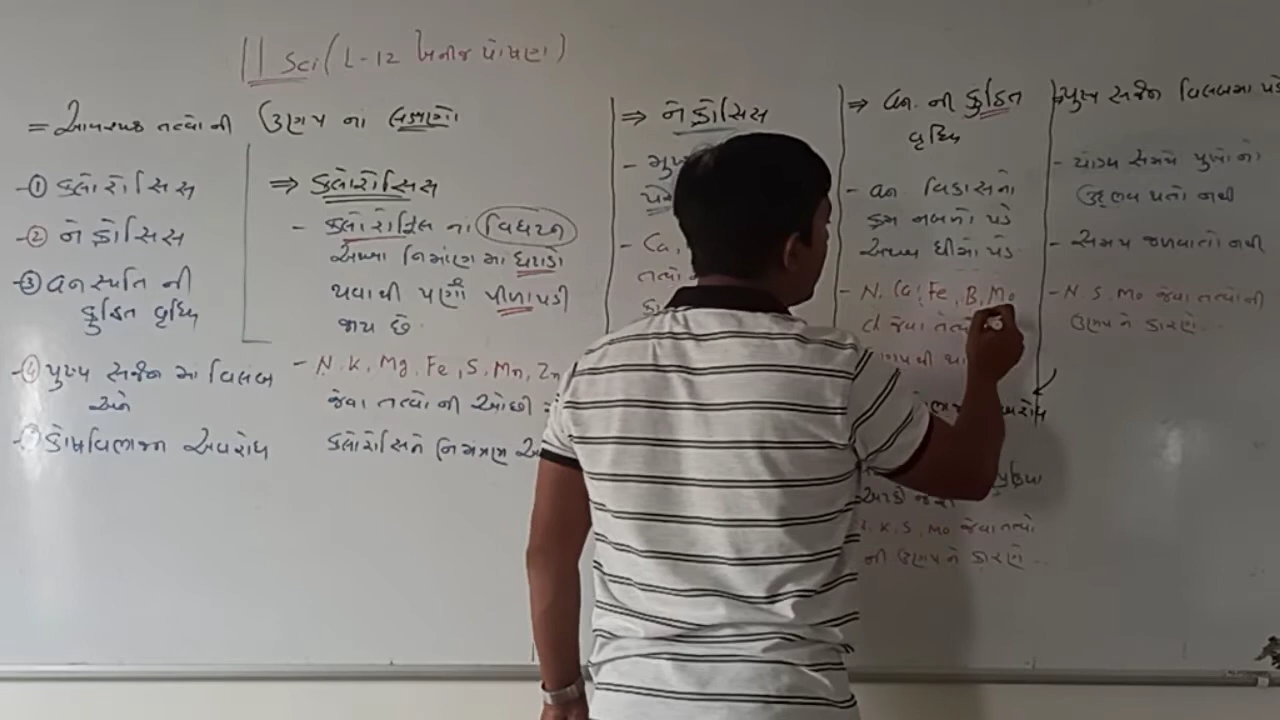 11 Sci (L-12 ખનીજ પોષણ)
= આવશ્યક તત્વોની ઉણપ ના લક્ષણો
-① ક્લોરોસિસ
-② નેક્રોસિસ
-③ વનસ્પતિ ની
કુંઠિત વૃધ્ધિ
-④ પુષ્પ સર્જન માં વિલંબ
અને
-⑤ કોષવિભાજન અવરોધ
⇒ ક્લોરોસિસ
- ક્લોરોફિલ ના વિઘટન
અથવા નિર્માણ મા ઘટાડો
થવાથી પર્ણો પીળા પડી
જાય છે.
- N, K, Mg, Fe, S, Mn, Zn
જેવા તત્વો ની ઓછી
⇒ નેક્રોસિસ
- Ca,
⇒ વન. ની કુંઠિત
વૃધ્ધિ
- વન વિકાસનો
ક્રમ નબળો પડે
અથવા ધીમો પડે
- N, Ca, Fe, B, Mo
Cl જેવા
K, S, Mo જેવા તત્વો
ની ઉણપ ને કારણે ..
પુષ્પ સર્જન વિલંબમા પડે
- યોગ્ય સમયે પુષ્પોનો
ઉદ્ભવ થતો નથી
- સમય જળવાતો નથી
- N, S, Mo જેવા તત્વોની
ઉણપ ને કારણે ..